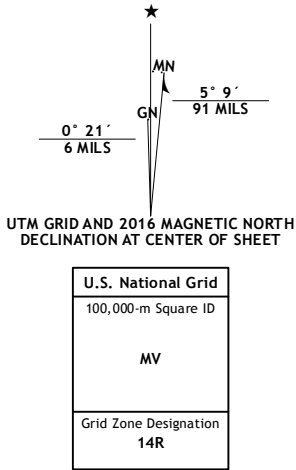 ★
MN
GN
5° 9´
91 MILS
0° 21´
6 MILS
UTM GRID AND 2016 MAGNETIC NORTH
DECLINATION AT CENTER OF SHEET
U.S. National Grid
100,000-m Square ID
MV
Grid Zone Designation
14R